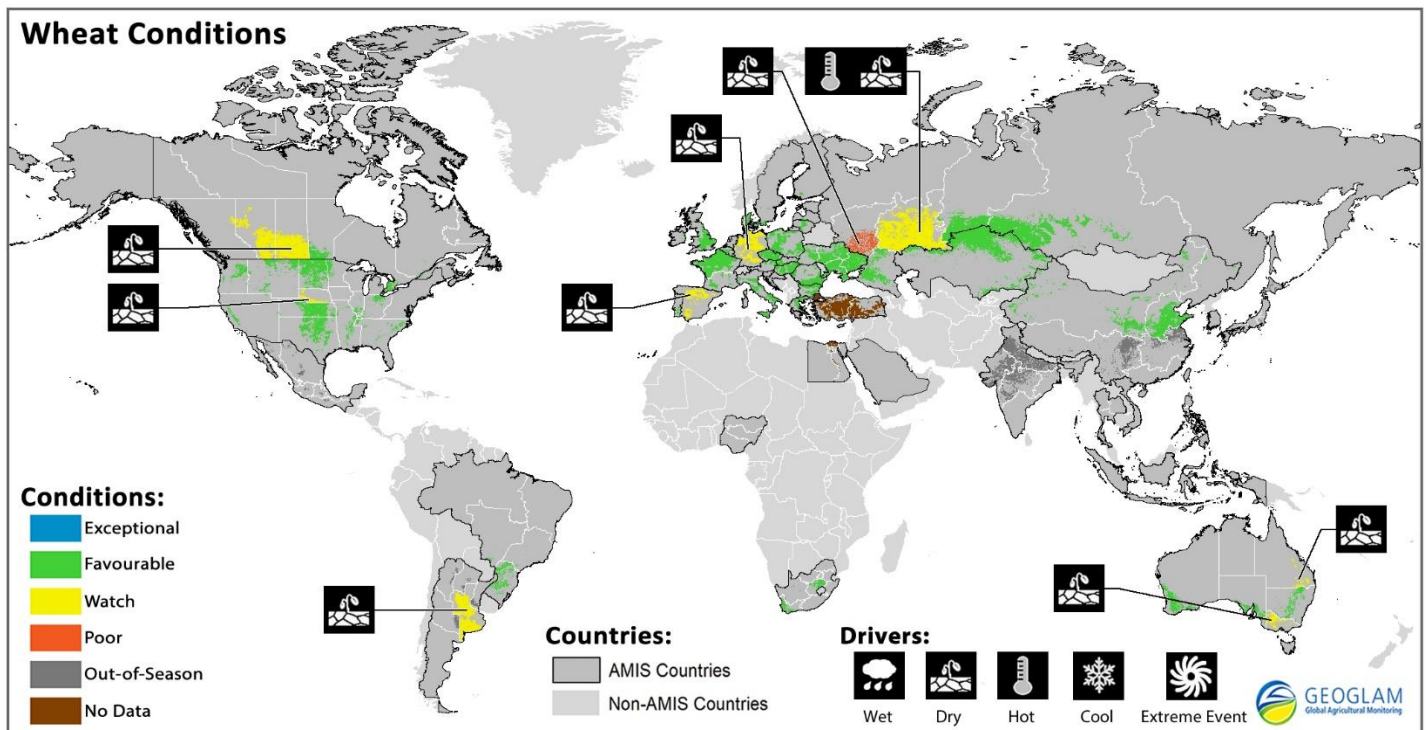 Wheat Conditions
Conditions:
Exceptional
Favourable
Watch
Poor
Out-of-Season
No Data
Countries:
AMIS Countries
Non-AMIS Countries
Drivers:
Wet
Dry
Hot
Cool
Extreme Event
GEOGLAM
Global Agricultural Monitoring